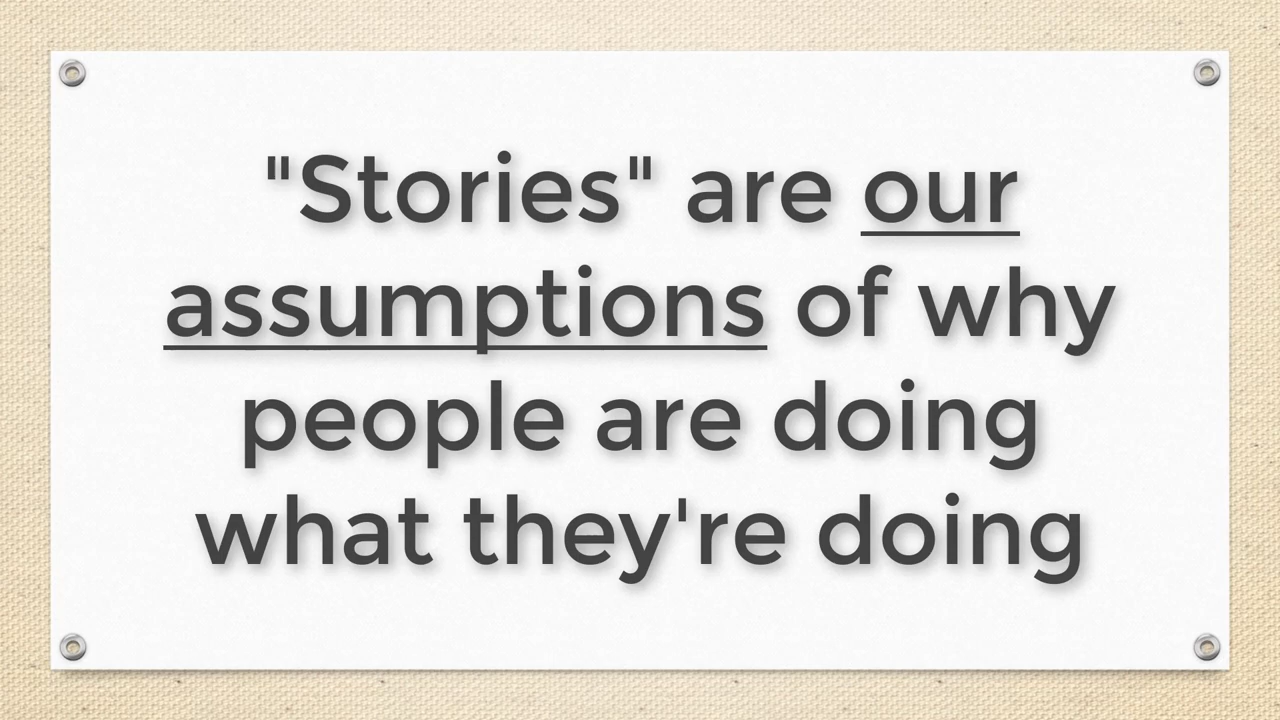 "Stories" are our
assumptions of why
people are doing
what they're doing